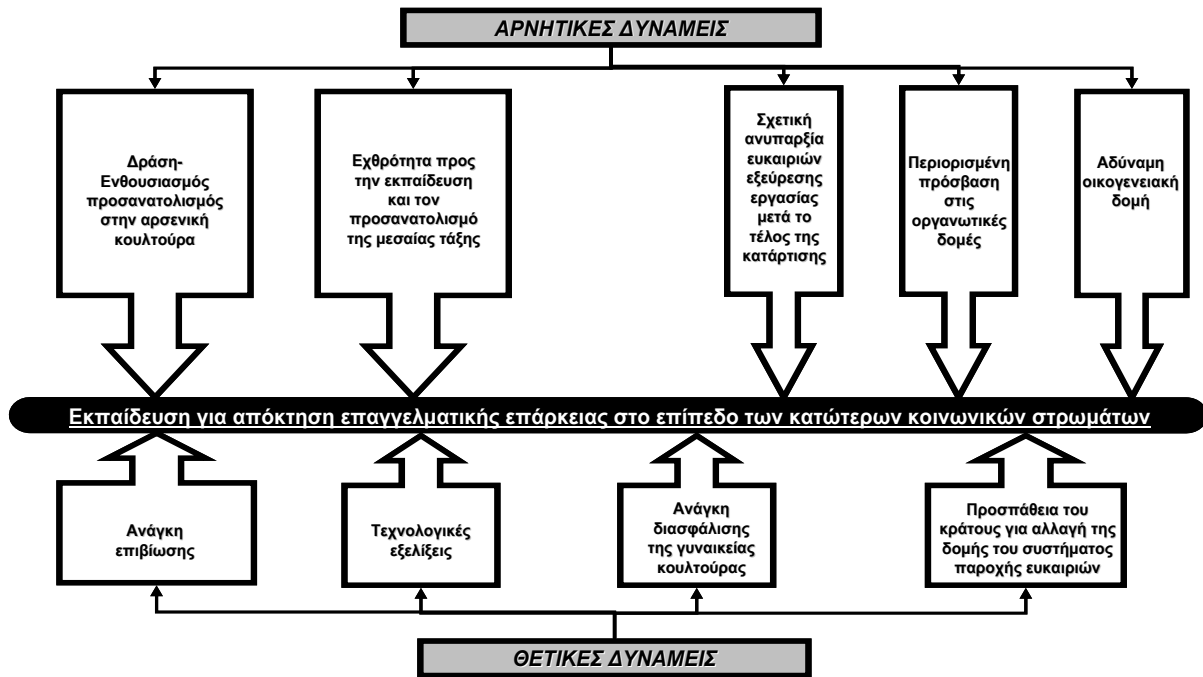 ΑΡΝΗΤΙΚΕΣ ΔΥΝΑΜΕΙΣ
Δράση-
Ενθουσιασμός
προσανατολισμός
στην αρσενική
κουλτούρα
Εχθρότητα προς
την εκπαίδευση
και τον
προσανατολισμό
της μεσαίας τάξης
Σχετική
ανυπαρξία
ευκαιριών
εξεύρεσης
εργασίας
μετά το
τέλος της
κατάρτισης
Περιορισμένη
πρόσβαση
στις
οργανωτικές
δομές
Αδύναμη
οικογενειακή
δομή
Εκπαίδευση για απόκτηση επαγγελματικής επάρκειας στο επίπεδο των κατώτερων κοινωνικών στρωμάτων
Ανάγκη
επιβίωσης
Τεχνολογικές
εξελίξεις
Ανάγκη
διασφάλισης
της γυναικείας
κουλτούρας
Προσπάθεια του
κράτους για αλλαγή της
δομής του συστήματος
παροχής ευκαιριών
ΘΕΤΙΚΕΣ ΔΥΝΑΜΕΙΣ